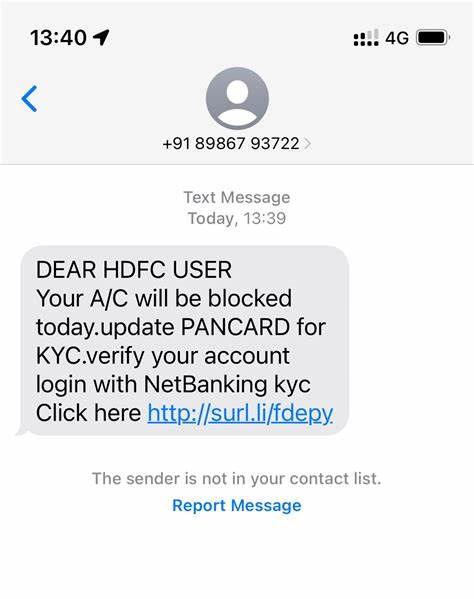 13:40 4G
+91 89867 93722
Text Message
Today, 13:39
DEAR HDFC USER
Your A/C will be blocked
today.update PANCARD for
KYC.verify your account
login with NetBanking kyc
Click here http://surl.li/fdepy
The sender is not in your contact list.
Report Message